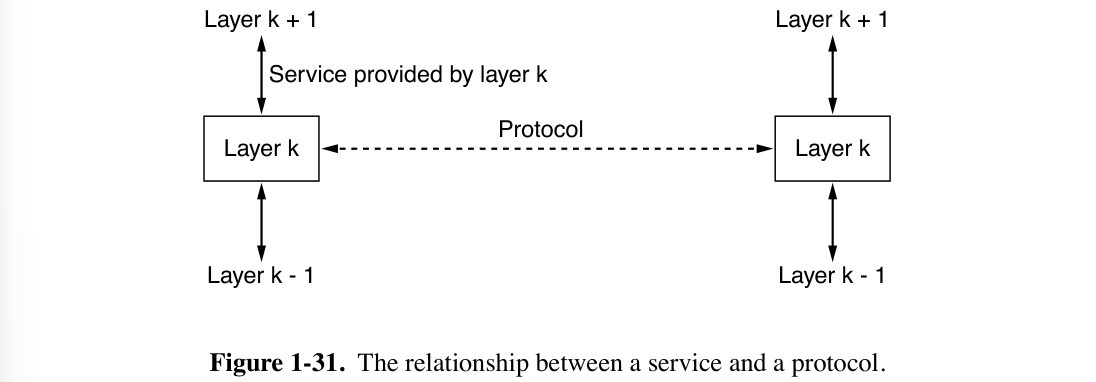 Layer k + 1
Layer k + 1
Service provided by layer k
Protocol
Layer k
Layer k
Layer k - 1
Layer k - 1
Figure 1-31. The relationship between a service and a protocol.